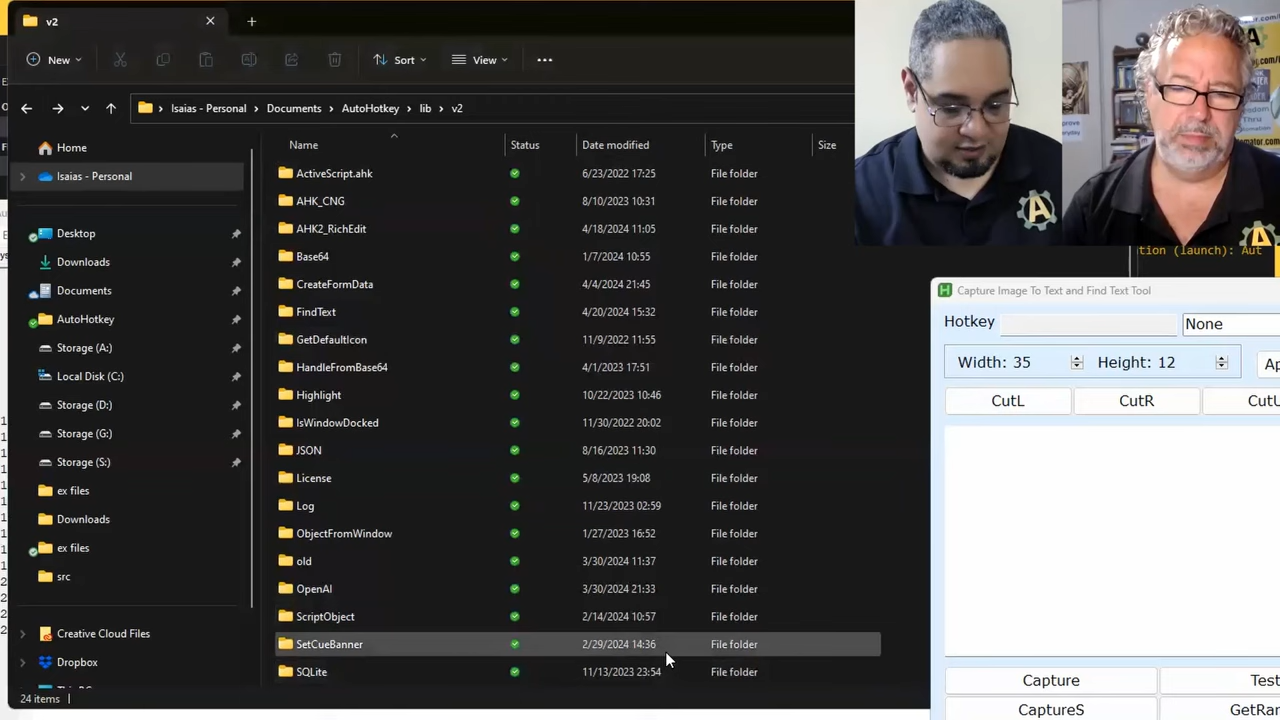 v2
New
Sort
View
Isaias - Personal > Documents > AutoHotkey > lib > v2
Name Status Date modified Type Size
Home
Isaias - Personal
Desktop
Downloads
Documents
AutoHotkey
Storage (A:)
Local Disk (C:)
Storage (D:)
Storage (G:)
Storage (S:)
ex files
Downloads
ex files
src
Creative Cloud Files
Dropbox
ActiveScript.ahk 6/23/2022 17:25 File folder
AHK_CNG 8/10/2023 10:31 File folder
AHK2_RichEdit 4/18/2024 11:05 File folder
Base64 1/7/2024 10:55 File folder
CreateFormData 4/4/2024 21:45 File folder
FindText 4/20/2024 15:32 File folder
GetDefaultIcon 11/9/2022 11:55 File folder
HandleFromBase64 4/1/2023 17:51 File folder
Highlight 10/22/2023 10:46 File folder
IsWindowDocked 11/30/2022 20:02 File folder
JSON 8/16/2023 11:30 File folder
License 5/8/2023 19:08 File folder
Log 11/23/2023 02:59 File folder
ObjectFromWindow 1/27/2023 16:52 File folder
old 3/30/2024 11:37 File folder
OpenAI 3/30/2024 21:33 File folder
ScriptObject 2/14/2024 10:57 File folder
SetCueBanner 2/29/2024 14:36 File folder
SQLite 11/13/2023 23:54 File folder
24 items
tion (launch): Aut
Capture Image To Text and Find Text Tool
Hotkey None
Width: 35 Height: 12 Ap
CutL CutR CutU
Capture Test
CaptureS GetRan